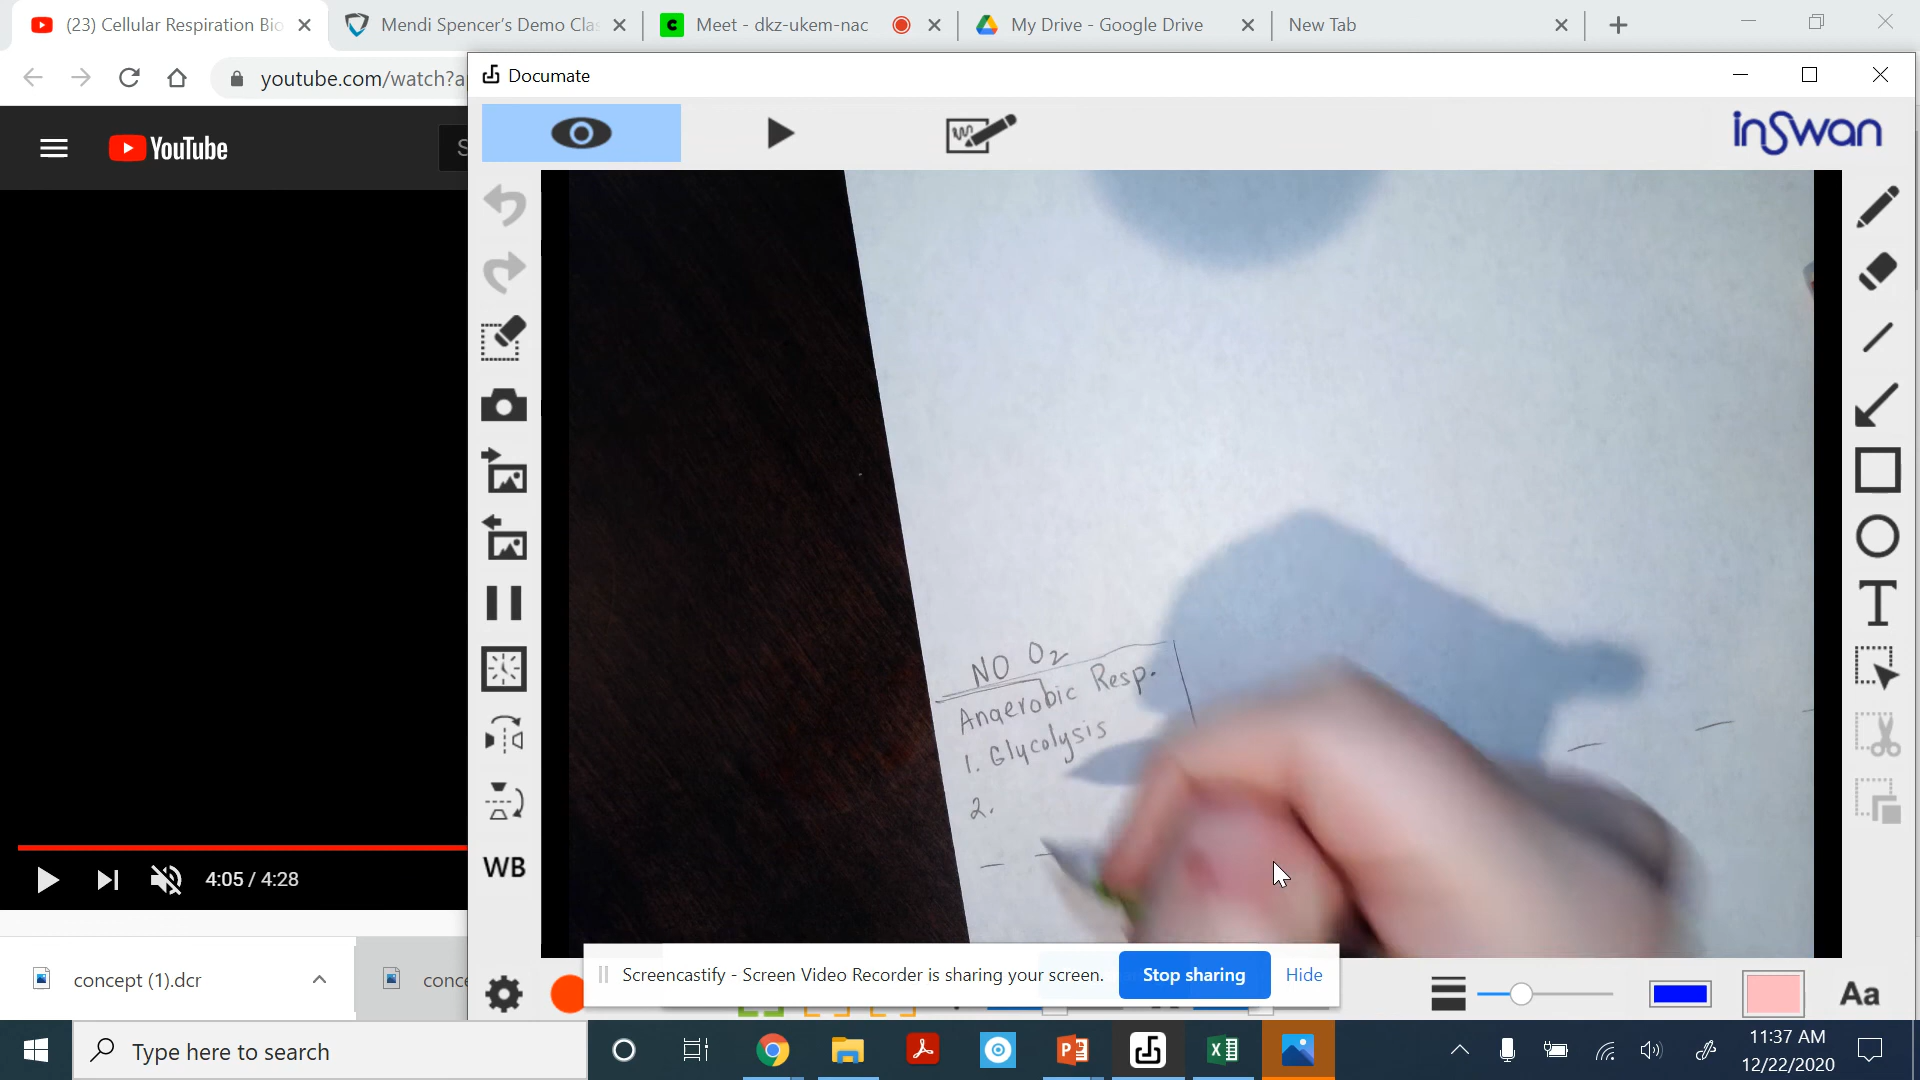 (23) Cellular Respiration Bio
Mendi Spencer's Demo Clas
Meet - dkz-ukem-nac
My Drive - Google Drive
New Tab
youtube.com/watch?a
Documate
YouTube
S
inswan
NO O2
Anaerobic Resp.
1. Glycolysis
2.
WB
T
4:05 / 4:28
concept (1).dcr
conce
Screencastify - Screen Video Recorder is sharing your screen.
Stop sharing
Hide
Aa
Type here to search
11:37 AM
12/22/2020